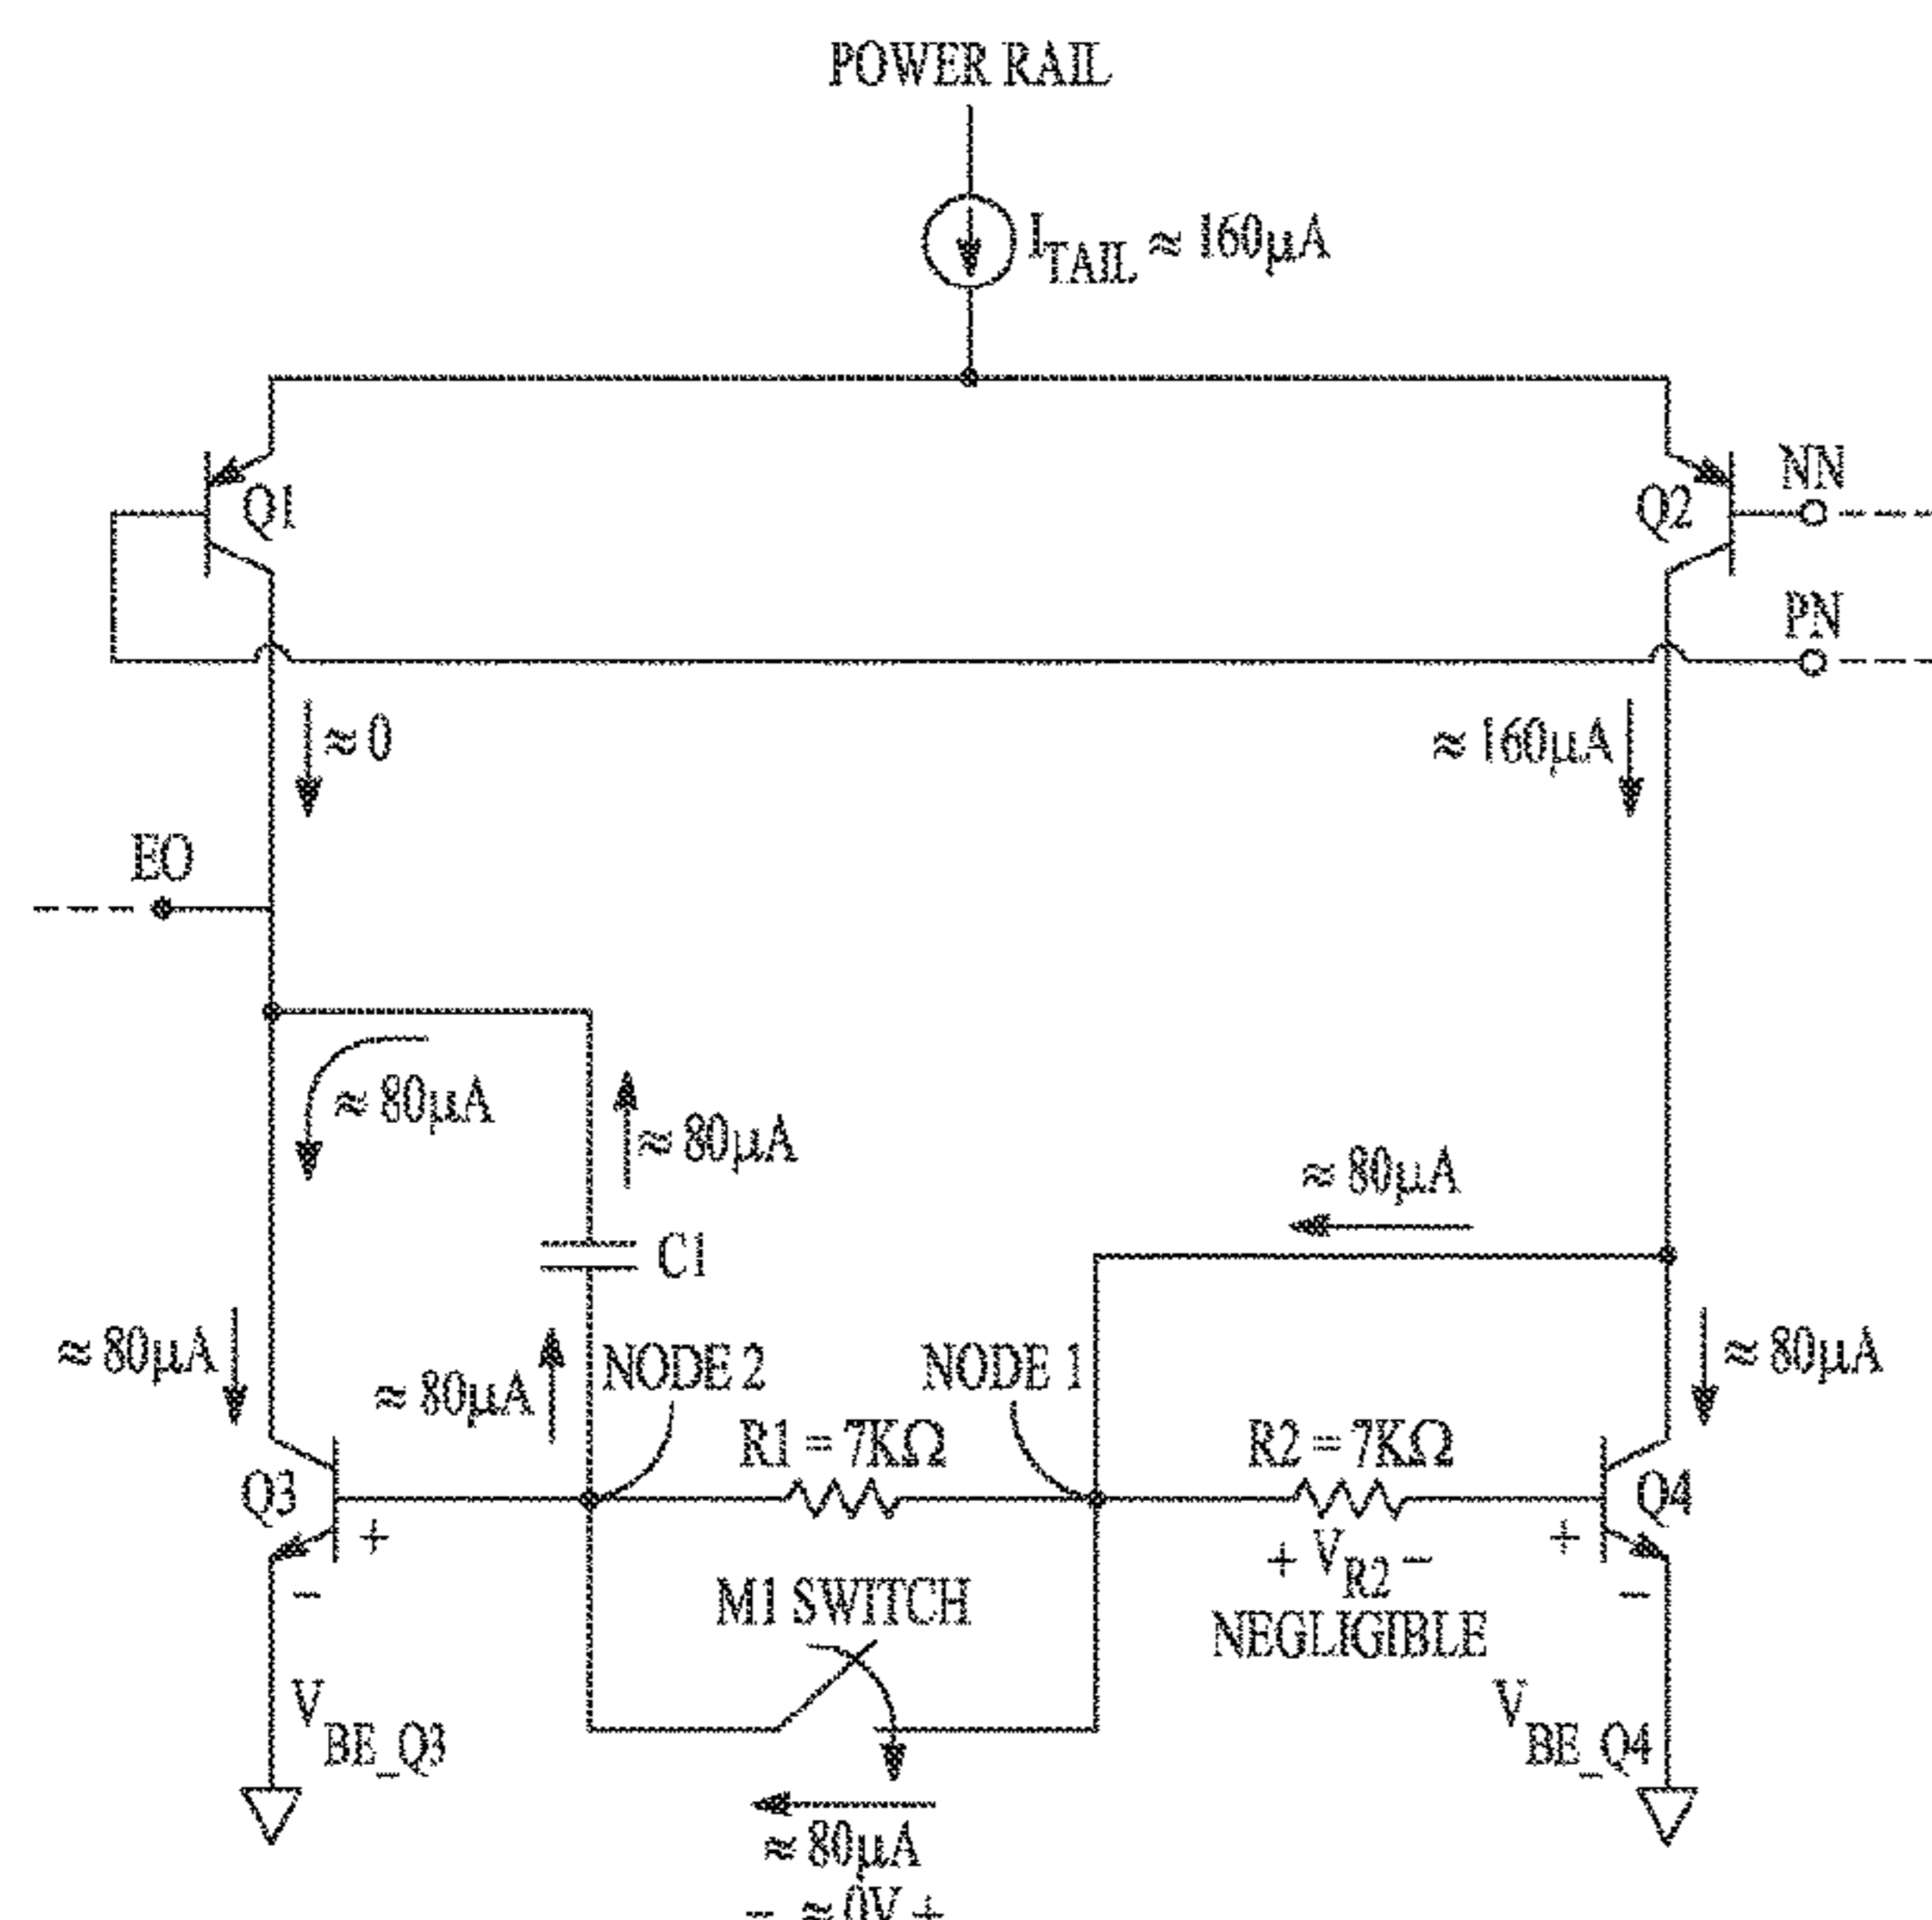 POWER RAIL
I_TAIL ≈ 160µA
Q1
Q2
NN
PN
≈ 0
≈ 160µA
EO
≈ 80µA
≈ 80µA
≈ 80µA
C1
≈ 80µA
≈ 80µA
NODE 2
NODE 1
≈ 80µA
R1 = 7KΩ
R2 = 7KΩ
Q3
Q4
+
+
+ V_R2 −
−
−
M1 SWITCH
NEGLIGIBLE
V_BE_Q3
V_BE_Q4
≈ 80µA
− ≈ 0V +